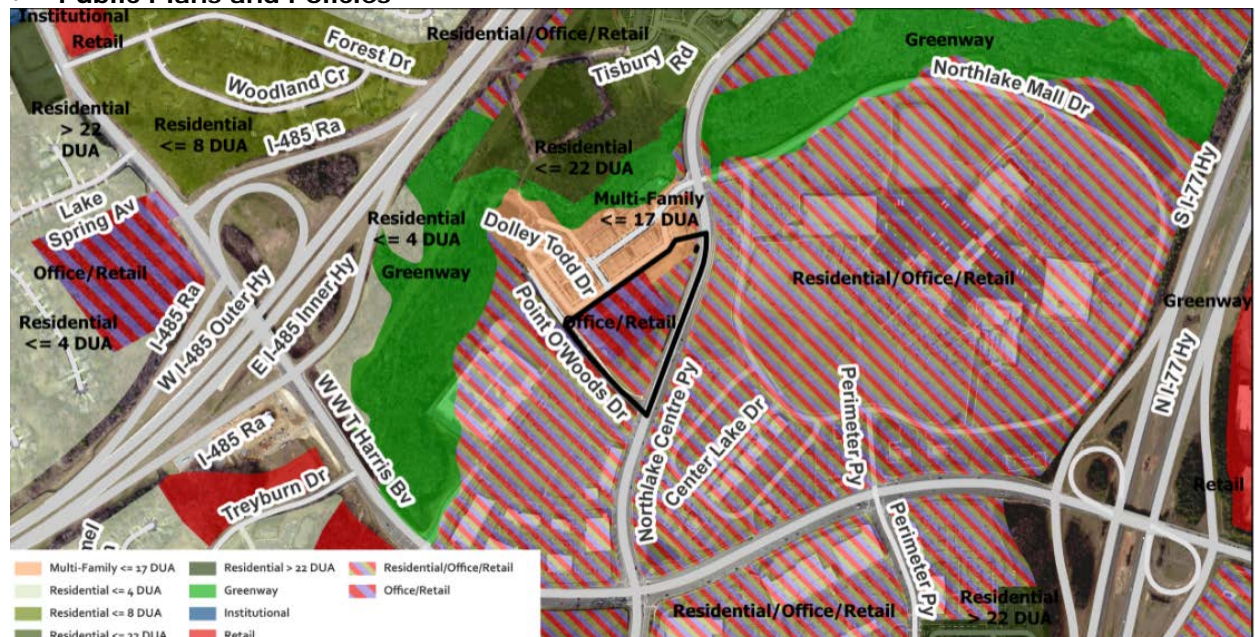 Public Plans and Policies
Institutional
Retail
Forest Dr
Residential/Office/Retail
Tisbury Rd
Greenway
Northlake Mall Dr
Woodland Cr
Residential
> 22
DUA
Residential
<= 8 DUA
I-485 Ra
Residential
<= 22 DUA
S I-77 Hy
Lake
Spring Av
Multi-Family
<= 17 DUA
Residential
<= 4 DUA
Dolley Todd Dr
Office/Retail
Greenway
Residential/Office/Retail
Greenway
I-485 Ra
W I-485 Outer Hy
E I-485 Inner Hy
Point O'Woods Dr
Office/Retail
Residential
<= 4 DUA
Northlake Centre Py
Center Lake Dr
Perimeter Py
N I-77 Hy
W WT Harris Bv
I-485 Ra
Treyburn Dr
Retail
Perimeter Py
Residential/Office/Retail
Residential
> 22 DUA
Multi-Family <= 17 DUA
Residential > 22 DUA
Residential/Office/Retail
Residential <= 4 DUA
Greenway
Office/Retail
Residential <= 8 DUA
Institutional
Residential <= 22 DUA
Retail